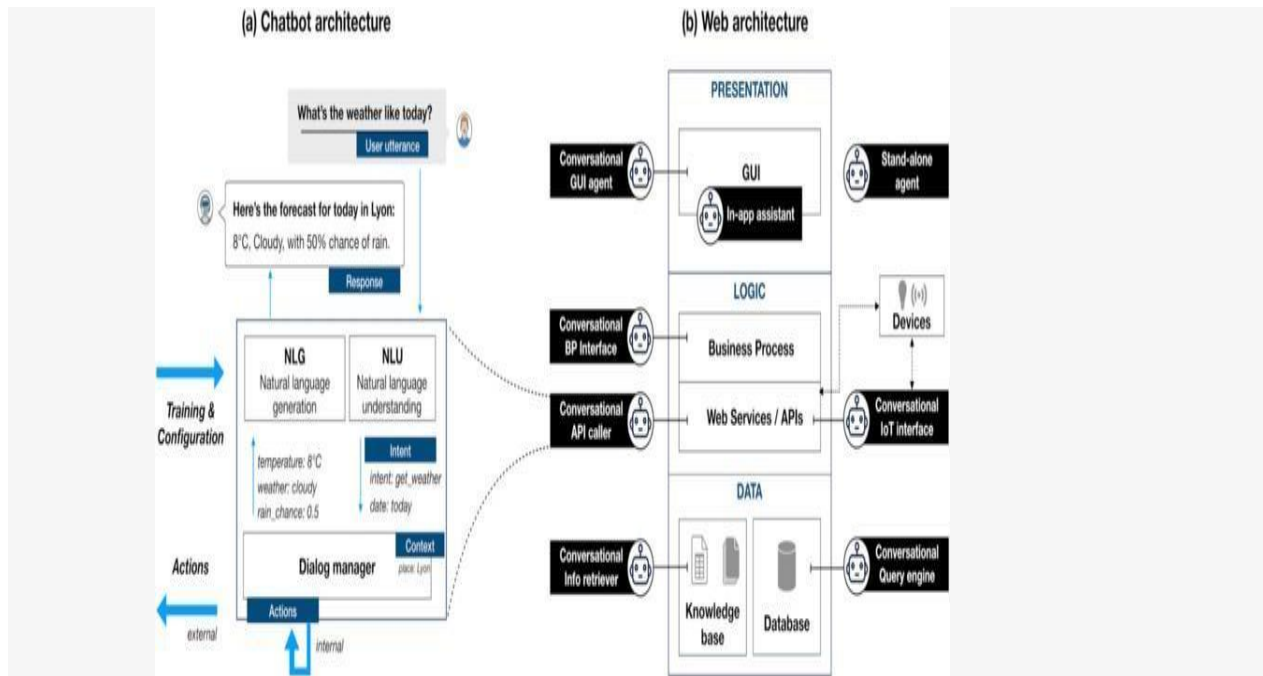 (a) Chatbot architecture
What's the weather like today?
User utterance
Here's the forecast for today in Lyon:
8°C, Cloudy, with 50% chance of rain.
Response
NLG
Natural language
generation
NLU
Natural language
understanding
Training &
Configuration
temperature: 8°C
weather: cloudy
rain_chance: 0.5
Intent
intent: get_weather
date: today
Context
place: Lyon
Dialog manager
Actions
Actions
external
internal
(b) Web architecture
PRESENTATION
Conversational
GUI agent
GUI
In-app assistant
Stand-alone
agent
LOGIC
Conversational
BP Interface
Business Process
Devices
Conversational
API caller
Web Services / APIs
Conversational
IoT interface
DATA
Conversational
Info retriever
Knowledge
base
Database
Conversational
Query engine